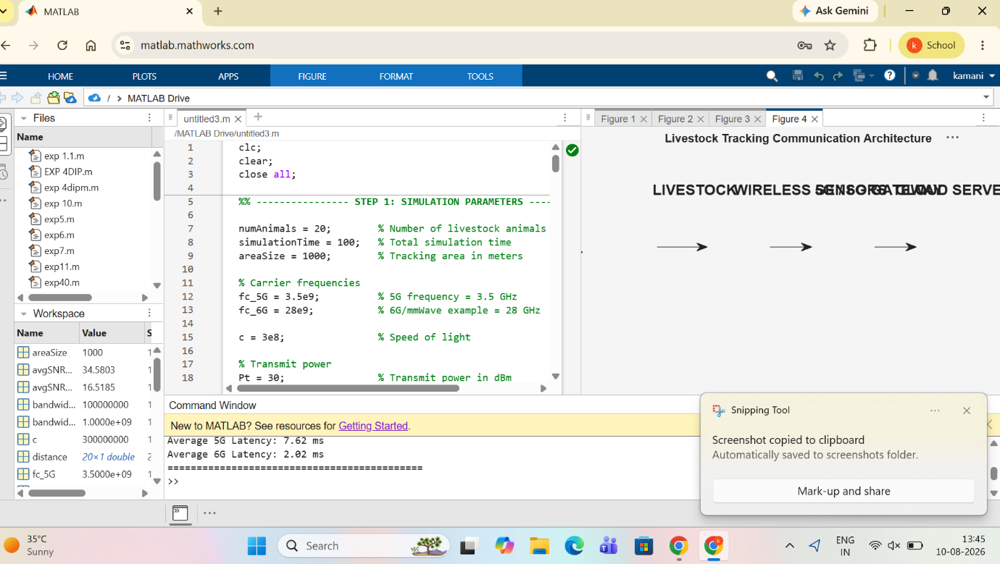 MATLAB
Ask Gemini
matlab.mathworks.com
k School
HOME PLOTS APPS FIGURE FORMAT TOOLS
kamani
/ > MATLAB Drive
Files
Name
exp 1.1.m
EXP 4DIP.m
exp 4dipm.m
exp 10.m
exp5.m
exp6.m
exp7.m
exp11.m
exp40.m
Workspace
Name Value S
areaSize 1000 1
avgSNR... 34.5803 1
avgSNR... 16.5185 1
bandwid... 100000000 1
bandwid... 1.0000e+09 1
c 300000000 1
distance 20×1 double 2
fc_5G 3.5000e+09 1
untitled3.m
/MATLAB Drive/untitled3.m
1 clc;
2 clear;
3 close all;
4
5 %% ---------------- STEP 1: SIMULATION PARAMETERS ----
6
7 numAnimals = 20; % Number of livestock animals
8 simulationTime = 100; % Total simulation time
9 areaSize = 1000; % Tracking area in meters
10
11 % Carrier frequencies
12 fc_5G = 3.5e9; % 5G frequency = 3.5 GHz
13 fc_6G = 28e9; % 6G/mmWave example = 28 GHz
14
15 c = 3e8; % Speed of light
16
17 % Transmit power
18 Pt = 30; % Transmit power in dBm
Figure 1 Figure 2 Figure 3 Figure 4
Livestock Tracking Communication Architecture
LIVESTOCK WIRELESS SENSORS 5G/6G GATEWAY CLOUD SERVE
Command Window
New to MATLAB? See resources for Getting Started.
Average 5G Latency: 7.62 ms
Average 6G Latency: 2.02 ms
============================================
>>
Snipping Tool
Screenshot copied to clipboard
Automatically saved to screenshots folder.
Mark-up and share
35°C
Sunny
Search
ENG
IN
13:45
10-08-2026